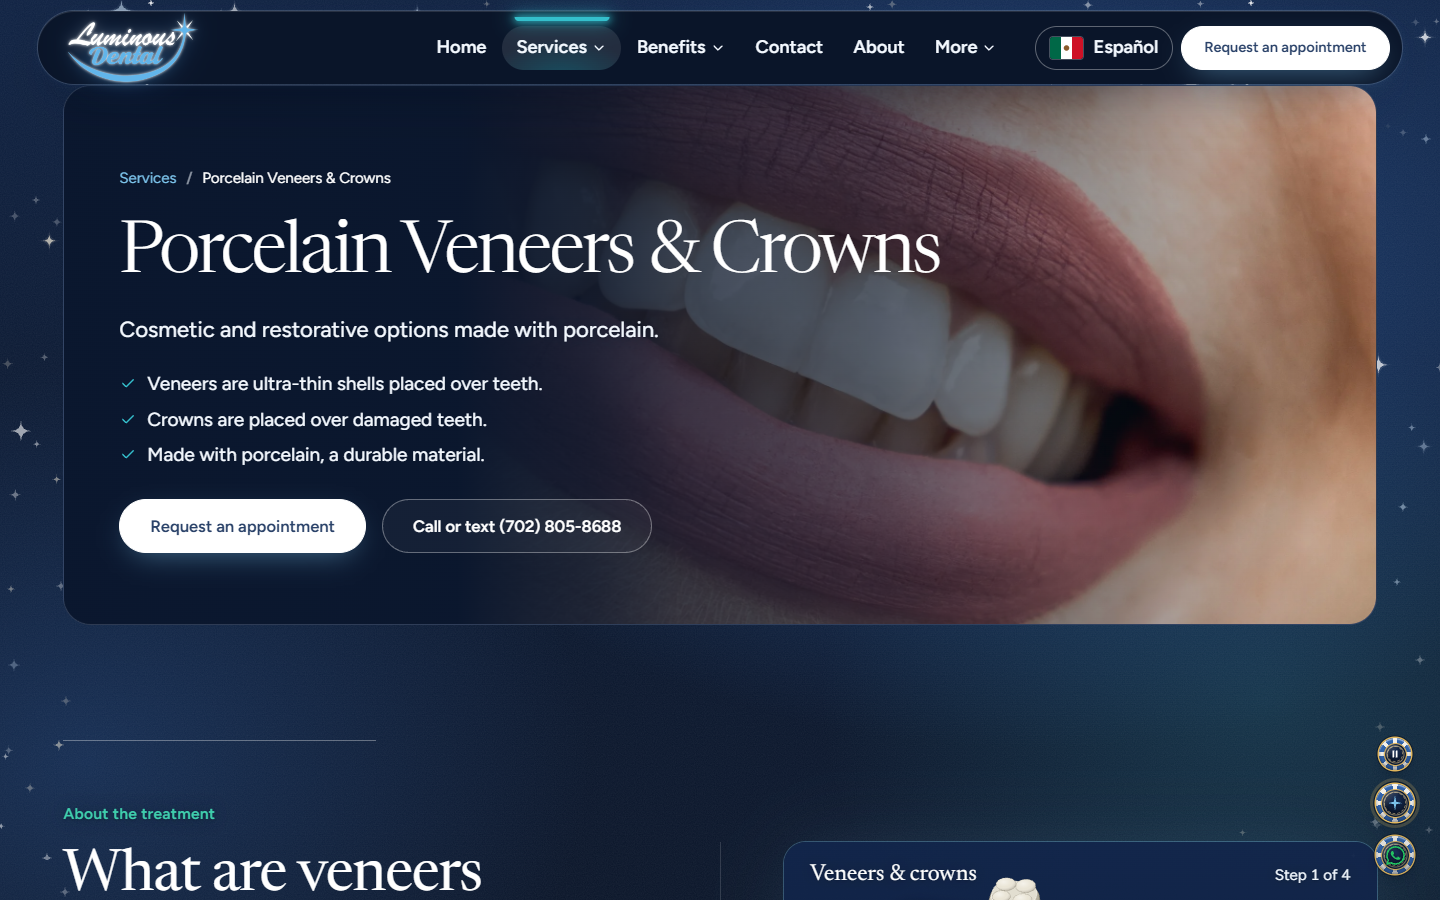 Luminous
Dental
Home
Services
Benefits
Contact
About
More
Español
Request an appointment
Services / Porcelain Veneers & Crowns
Porcelain Veneers & Crowns
Cosmetic and restorative options made with porcelain.
Veneers are ultra-thin shells placed over teeth.
Crowns are placed over damaged teeth.
Made with porcelain, a durable material.
Request an appointment
Call or text (702) 805-8688
About the treatment
What are veneers
Veneers & crowns
Step 1 of 4